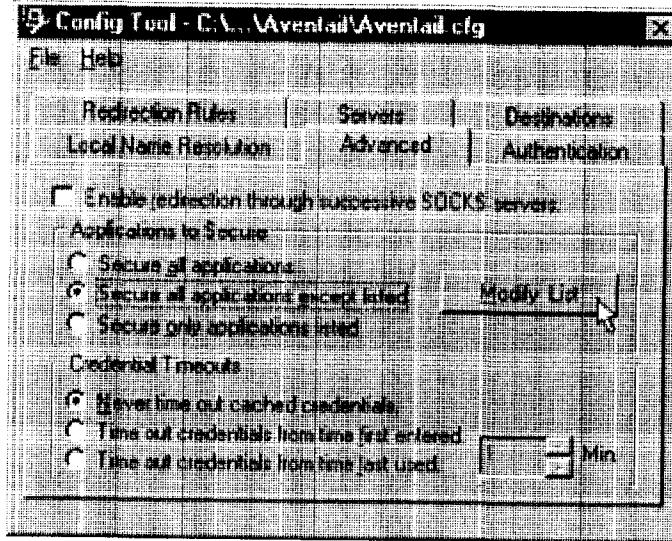 Config Tool - C:\...\Aventail\Aventail.cfg
File Help
Redirection Rules Servers Destinations
Local Name Resolution Advanced Authentication
Enable redirection through successive SOCKS servers.
Applications to Secure
Secure all applications
Secure all applications except listed
Modify List
Secure only applications listed
Credential Timeouts
Never time out cached credentials.
Time out credentials from time first entered.
Time out credentials from time last used.
1 Min